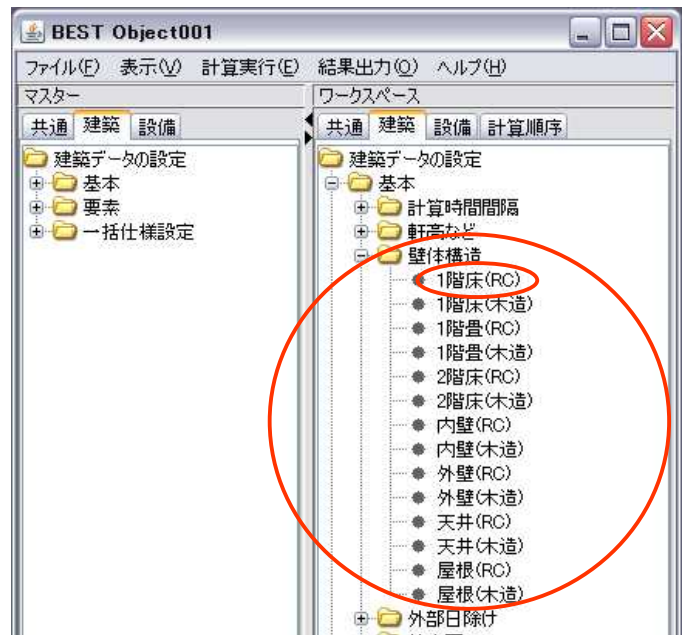 BEST Object001
ファイル(F) 表示(V) 計算実行(E) 結果出力(O) ヘルプ(H)
マスター
共通 建築 設備
建築データの設定
基本
要素
一括仕様設定
ワークスペース
共通 建築 設備 計算順序
建築データの設定
基本
計算時間間隔
軒高など
壁体構造
1階床(RC)
1階床(木造)
1階畳(RC)
1階畳(木造)
2階床(RC)
2階床(木造)
内壁(RC)
内壁(木造)
外壁(RC)
外壁(木造)
天井(RC)
天井(木造)
屋根(RC)
屋根(木造)
外部日除け